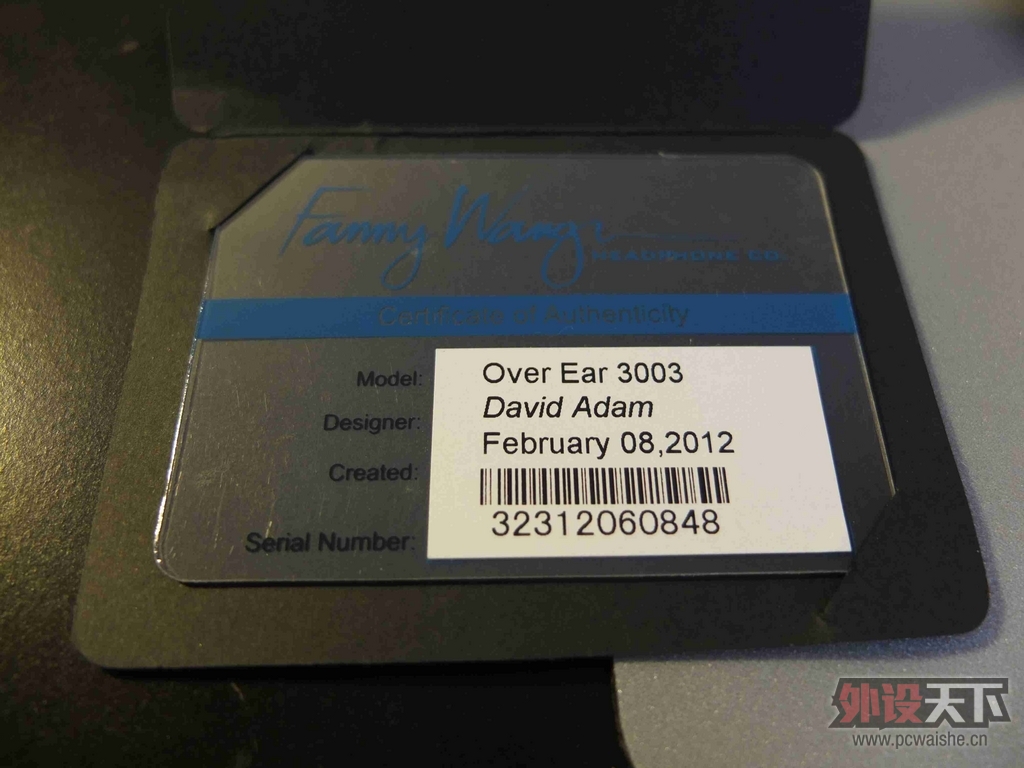 Fanny Wang
HEADPHONE CO.
Certificate of Authenticity
Model: Over Ear 3003
Designer: David Adam
Created: February 08,2012
Serial Number: 32312060848
外设天下
www.pcwaishe.cn